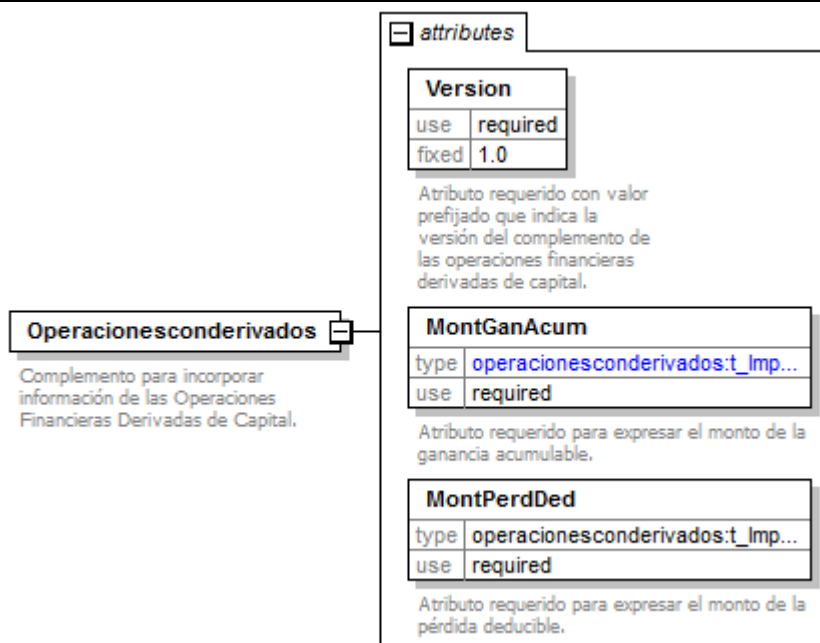 attributes
Version
use required
fixed 1.0
Atributo requerido con valor
prefijado que indica la
versión del complemento de
las operaciones financieras
derivadas de capital.
Operacionesconderivados
Complemento para incorporar
información de las Operaciones
Financieras Derivadas de Capital.
MontGanAcum
type operacionesconderivados:t_Imp...
use required
Atributo requerido para expresar el monto de la
ganancia acumulable.
MontPerdDed
type operacionesconderivados:t_Imp...
use required
Atributo requerido para expresar el monto de la
pérdida deducible.